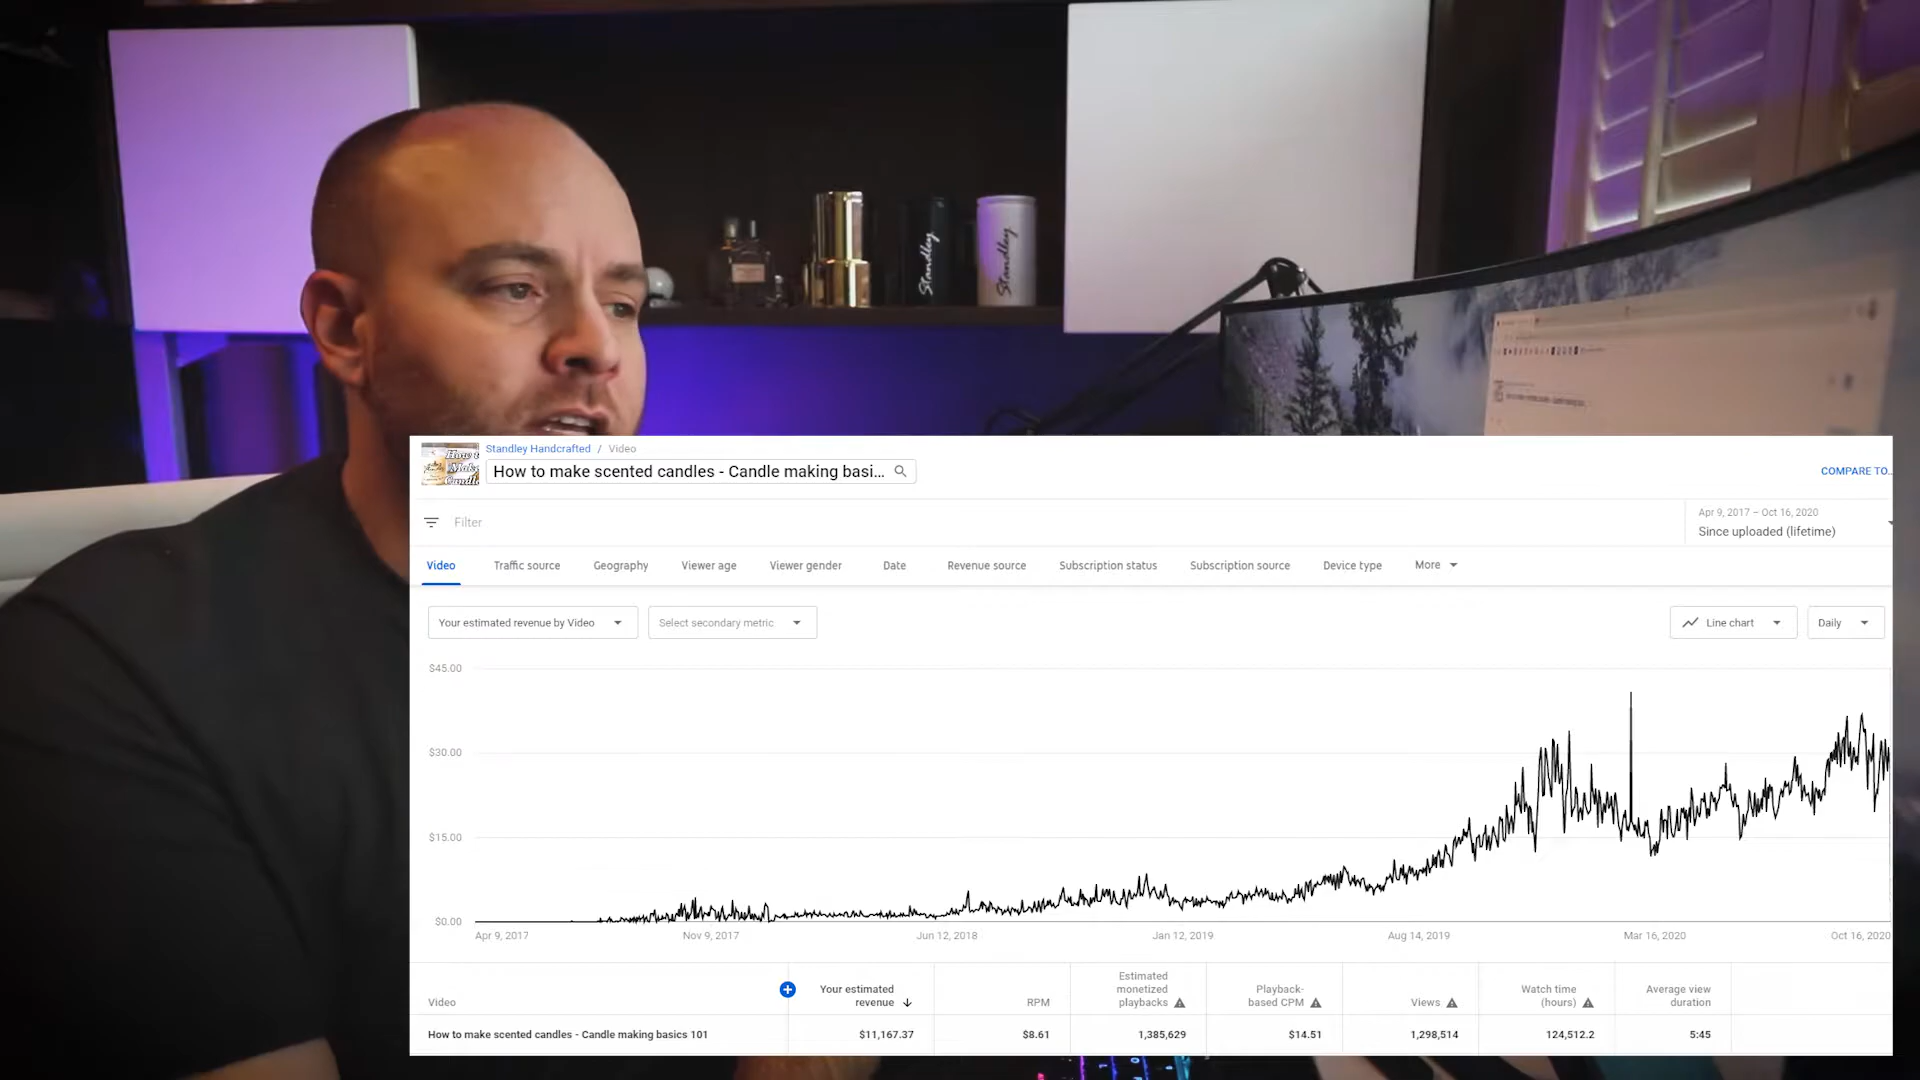 Standley
Standley
How to
Make
Candl
Standley Handcrafted / Video
How to make scented candles - Candle making basi...
COMPARE TO...
Filter
Apr 9, 2017 – Oct 16, 2020
Since uploaded (lifetime)
Video Traffic source Geography Viewer age Viewer gender Date Revenue source Subscription status Subscription source Device type More
Your estimated revenue by Video Select secondary metric Line chart Daily
$45.00
$30.00
$15.00
$0.00
Apr 9, 2017 Nov 9, 2017 Jun 12, 2018 Jan 12, 2019 Aug 14, 2019 Mar 16, 2020 Oct 16, 2020
Video Your estimated revenue RPM Estimated monetized playbacks Playback-based CPM Views Watch time (hours) Average view duration
How to make scented candles - Candle making basics 101 $11,167.37 $8.61 1,385,629 $14.51 1,298,514 124,512.2 5:45